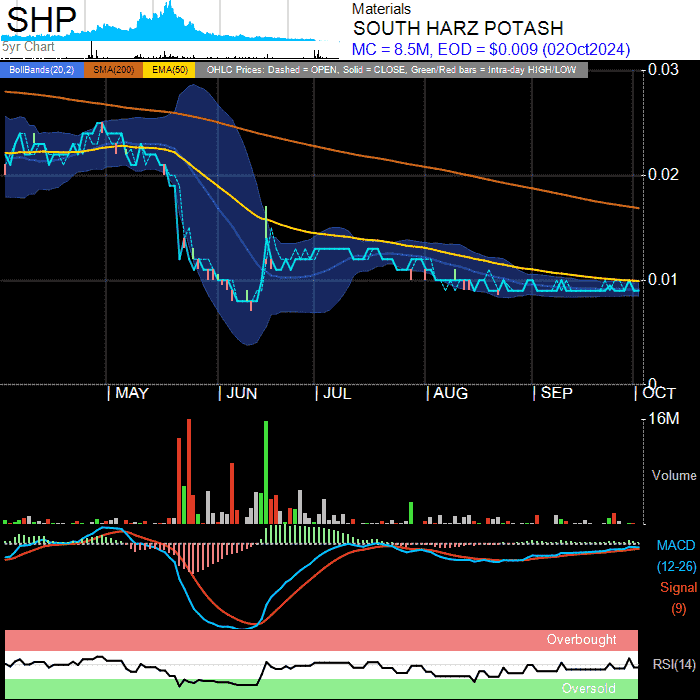 SHP
5yr Chart
Materials
SOUTH HARZ POTASH
MC = 8.5M, EOD = $0.009 (02Oct2024)
BollBands(20,2) SMA(200) EMA(50) OHLC Prices: Dashed = OPEN, Solid = CLOSE, Green/Red bars = Intra-day HIGH/LOW
0.03
0.02
0.01
0
MAY JUN JUL AUG SEP OCT
16M
Volume
MACD
(12-26)
Signal
(9)
Overbought
RSI(14)
Oversold